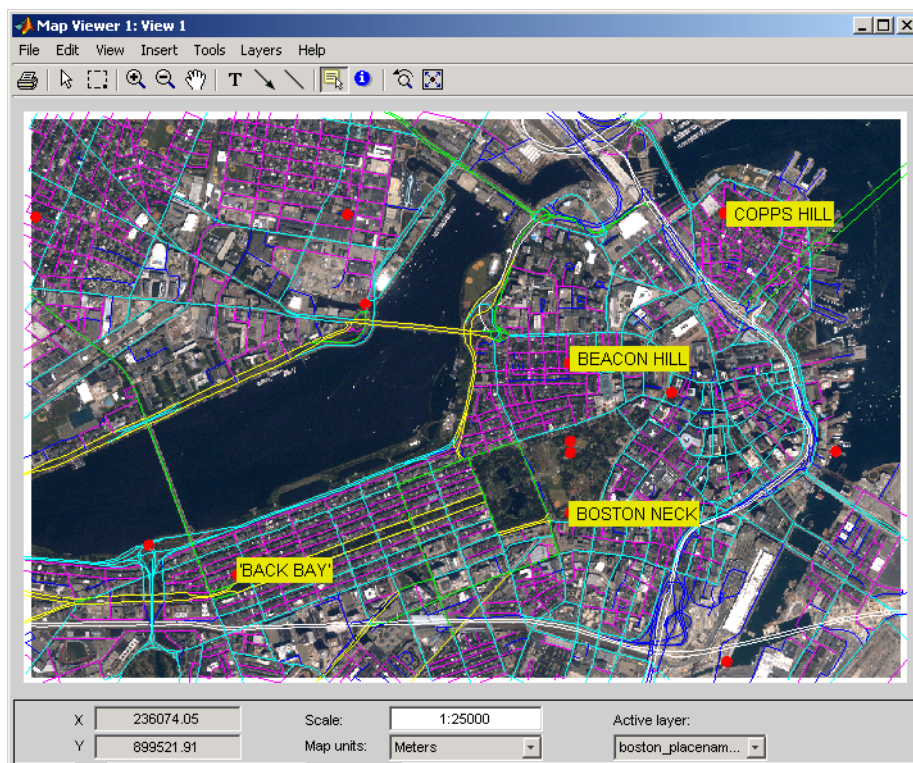 Map Viewer 1: View 1
File Edit View Insert Tools Layers Help
T
COPPS HILL
BEACON HILL
BOSTON NECK
'BACK BAY'
X 236074.05 Scale: 1:25000 Active layer:
Y 899521.91 Map units: Meters boston_placenam...